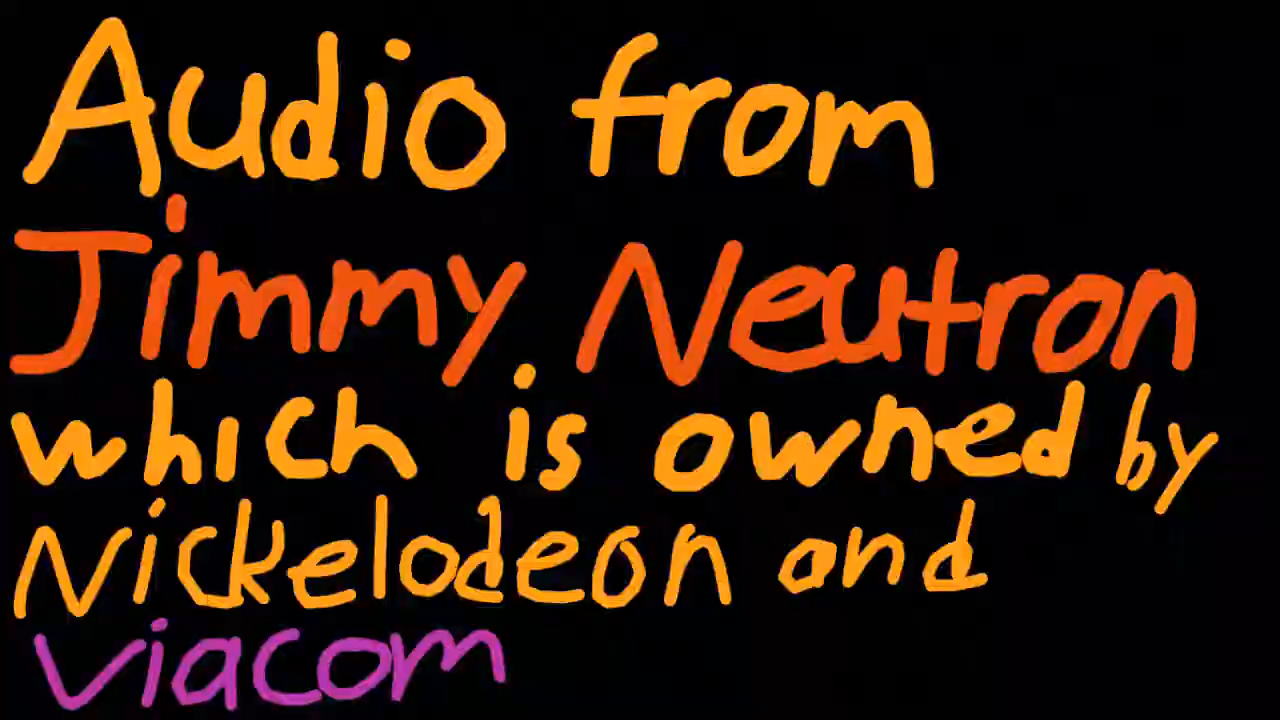 Audio from
Jimmy Neutron
which is owned by
Nickelodeon and
viacom